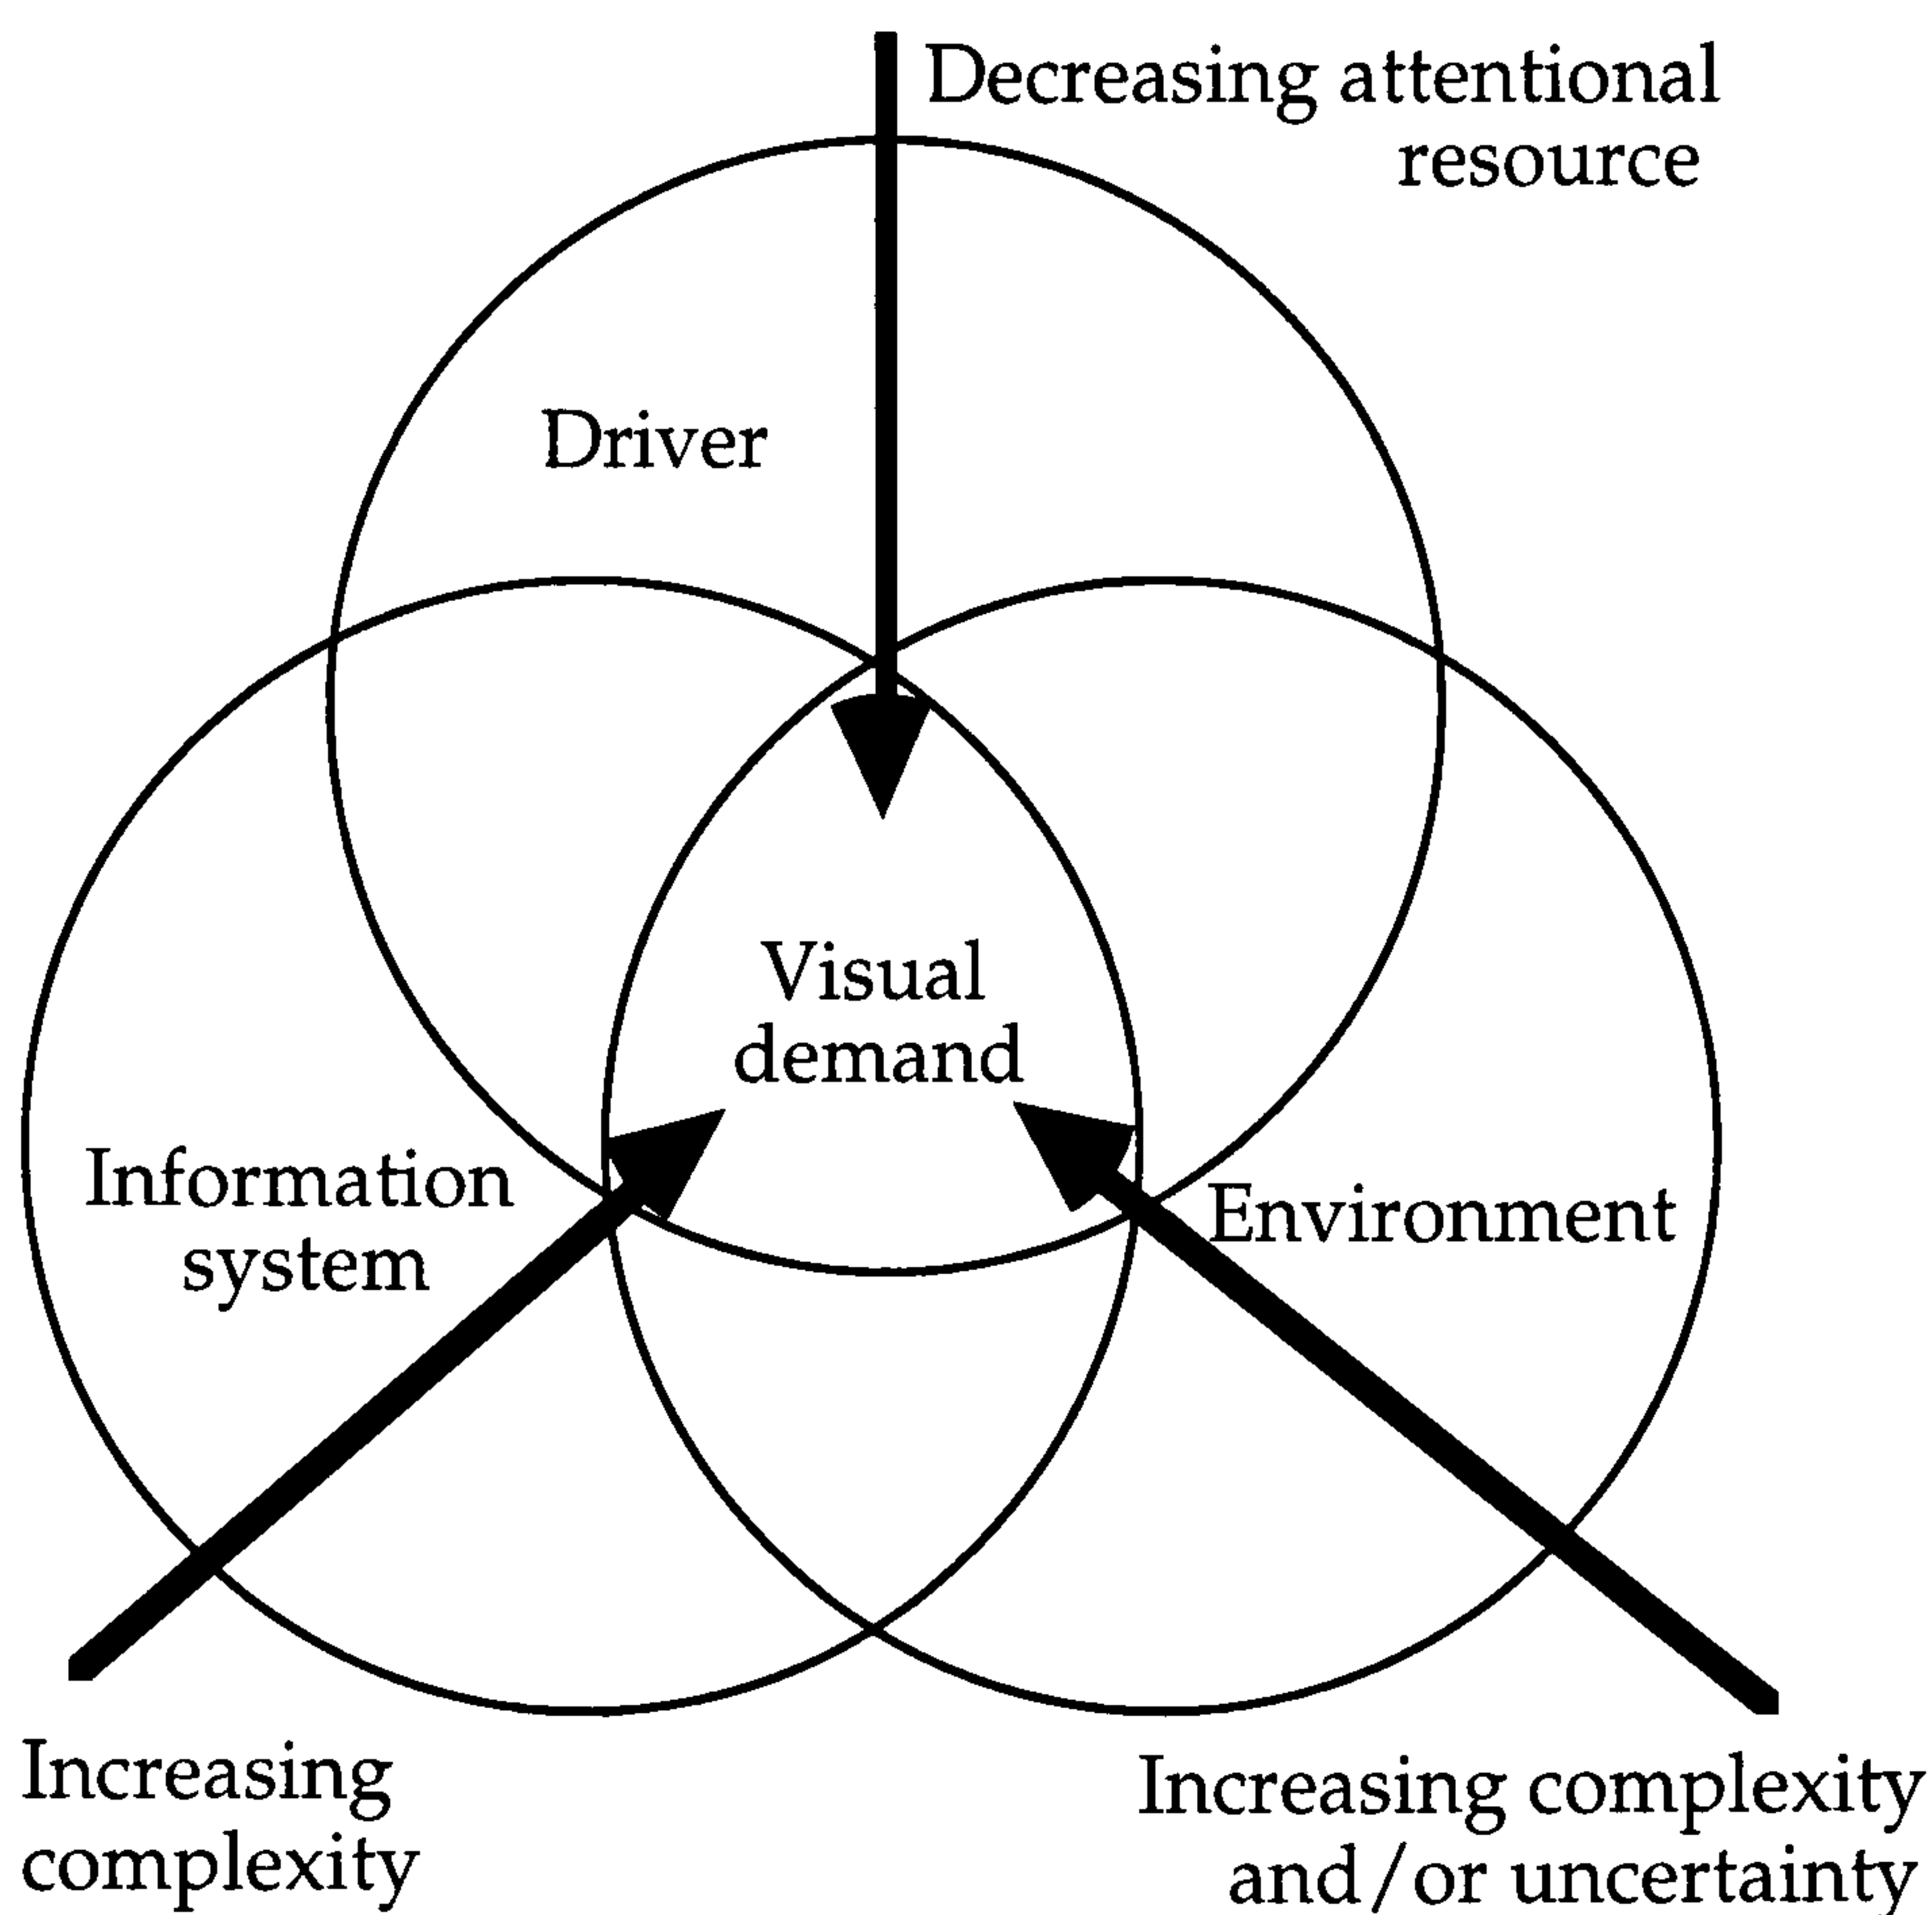 Decreasing attentional
resource
Driver
Visual
demand
Information
system
Environment
Increasing
complexity
Increasing complexity
and/or uncertainty